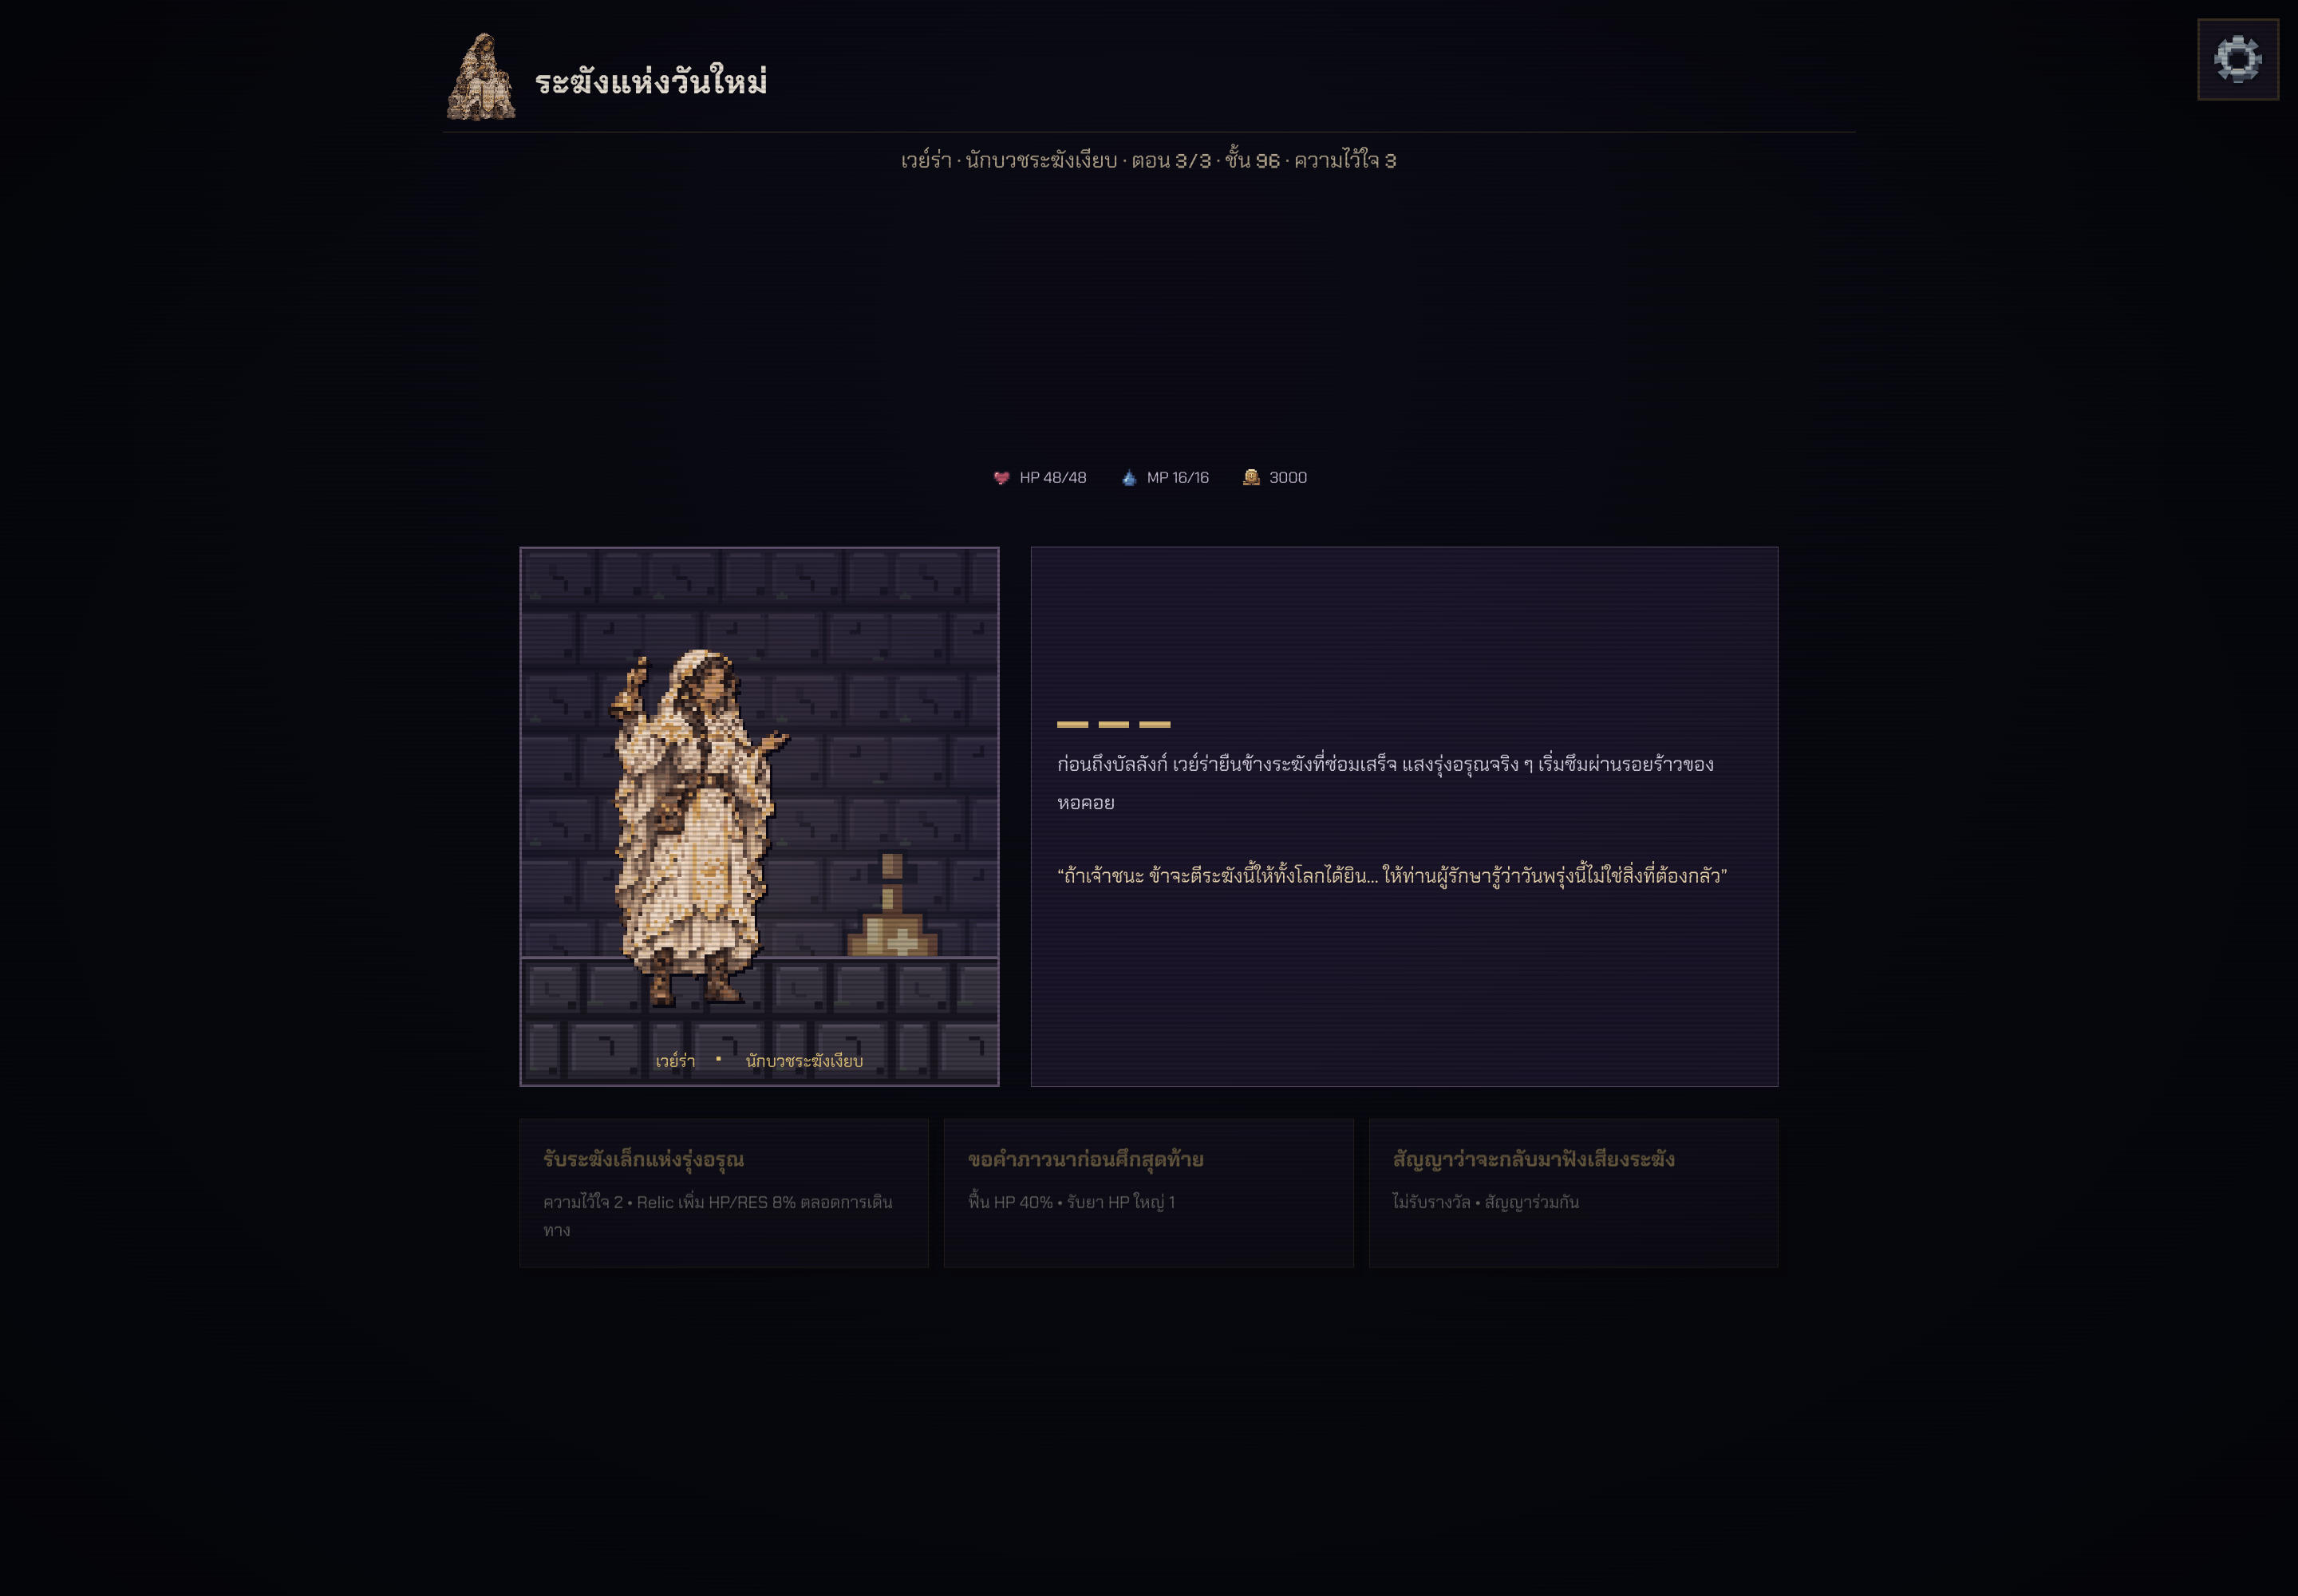 ระฆังแห่งวันใหม่
เวย์ร่า · นักบวชระฆังเงียบ · ตอน 3/3 · ชั้น 96 · ความไว้ใจ 3
HP 48/48 MP 16/16 3000
ก่อนถึงบัลลังก์ เวย์ร่ายืนข้างระฆังที่ซ่อมเสร็จ แสงรุ่งอรุณจริง ๆ เริ่มซึมผ่านรอยร้าวของ
หอคอย
“ถ้าเจ้าชนะ ข้าจะตีระฆังนี้ให้ทั้งโลกได้ยิน... ให้ท่านผู้รักษารู้ว่าวันพรุ่งนี้ไม่ใช่สิ่งที่ต้องกลัว”
เวย์ร่า · นักบวชระฆังเงียบ
รับระฆังเล็กแห่งรุ่งอรุณ
ความไว้ใจ 2 • Relic เพิ่ม HP/RES 8% ตลอดการเดิน
ทาง
ขอคำภาวนาก่อนศึกสุดท้าย
ฟื้น HP 40% • รับยา HP ใหญ่ 1
สัญญาว่าจะกลับมาฟังเสียงระฆัง
ไม่รับรางวัล • สัญญาร่วมกัน